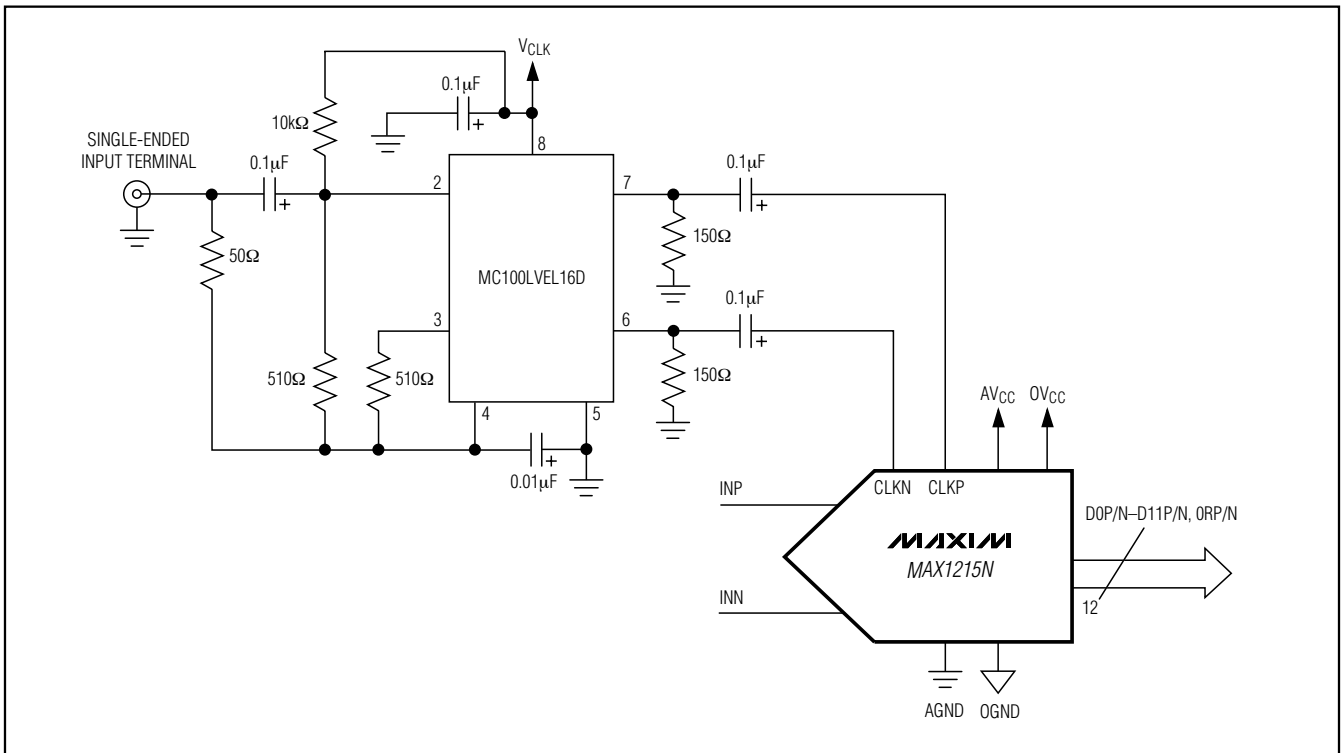 VCLK
0.1µF
10kΩ
SINGLE-ENDED
INPUT TERMINAL
0.1µF
8
2
7
0.1µF
50Ω
150Ω
MC100LVEL16D
0.1µF
3
6
510Ω
510Ω
150Ω
4
5
0.01µF
AVCC
OVCC
INP
CLKN
CLKP
D0P/N–D11P/N, 0RP/N
MAXIM
MAX1215N
INN
12
AGND
OGND